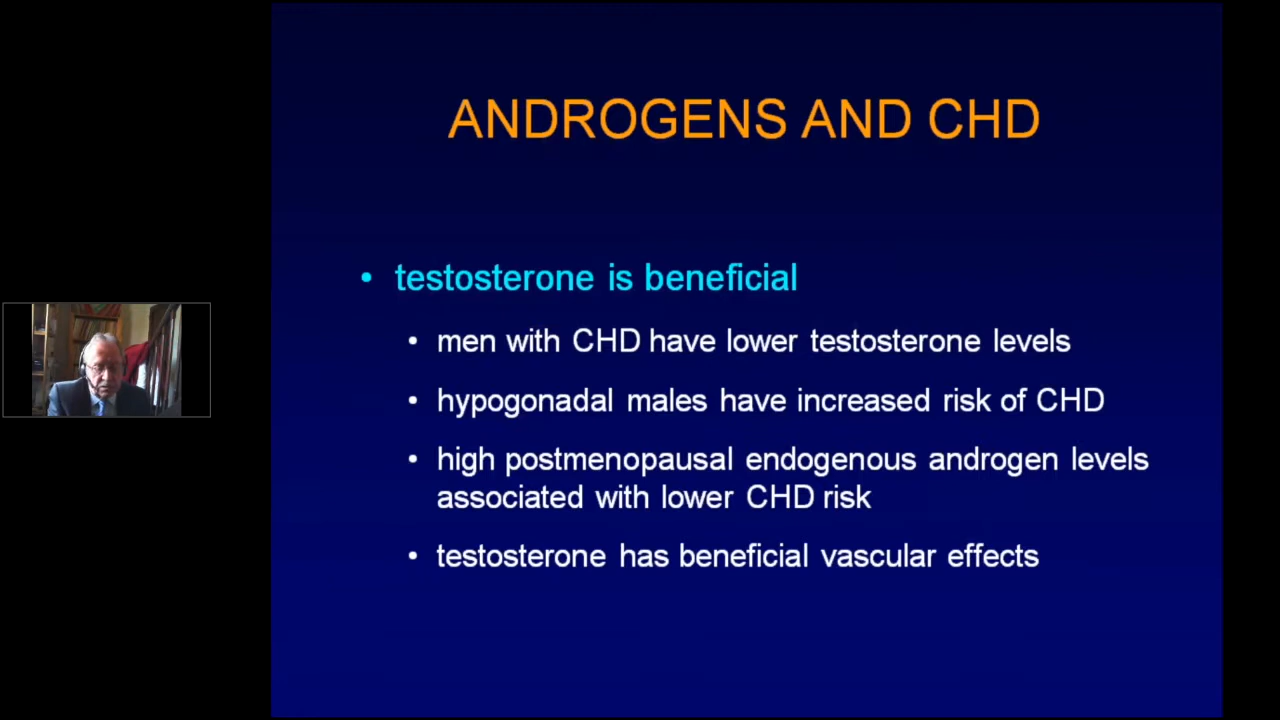 ANDROGENS AND CHD
• testosterone is beneficial
• men with CHD have lower testosterone levels
• hypogonadal males have increased risk of CHD
• high postmenopausal endogenous androgen levels
associated with lower CHD risk
• testosterone has beneficial vascular effects